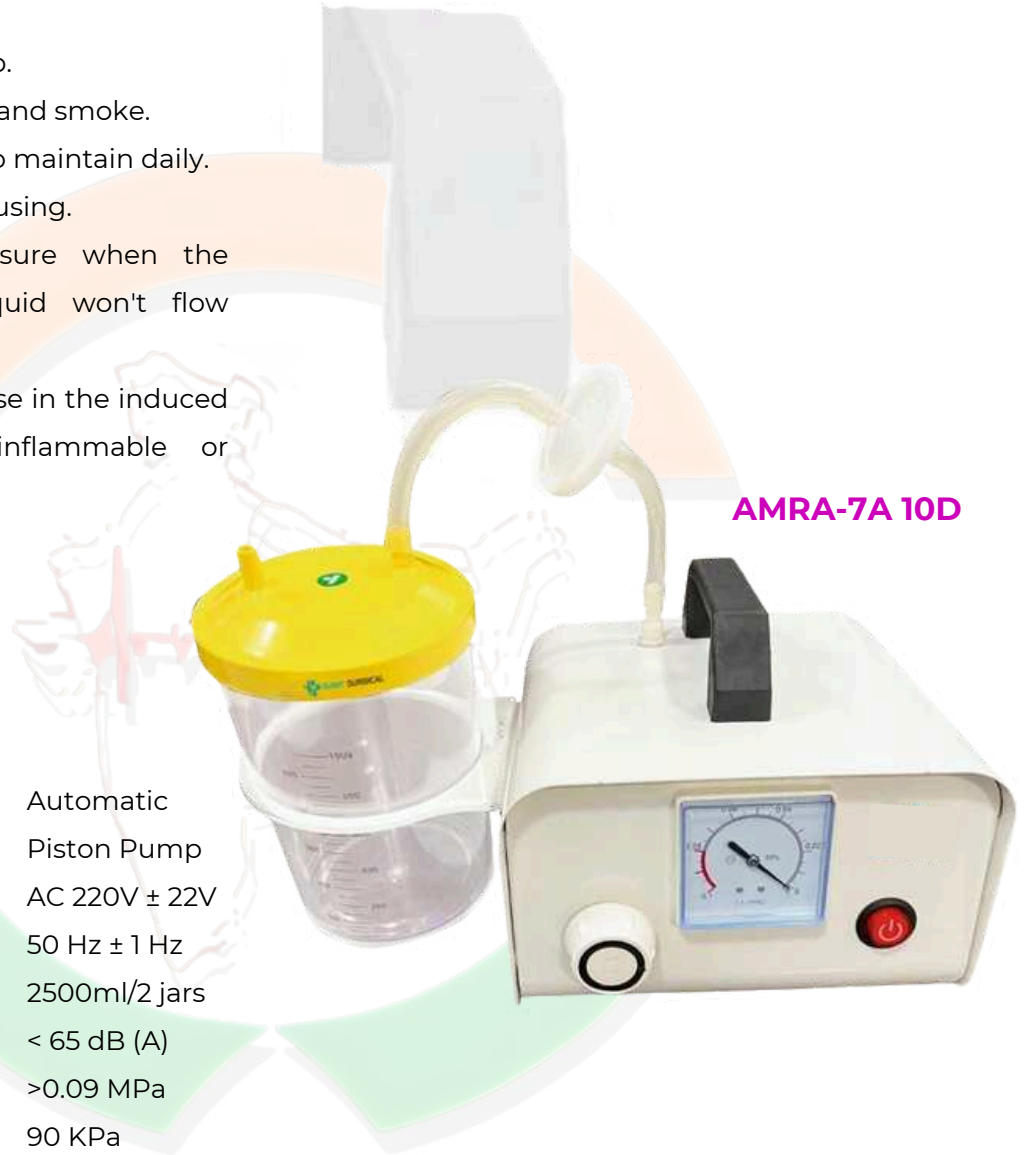 o.
and smoke.
o maintain daily.
using.
sure when the
quid won't flow
se in the induced
inflammable or
AMRA-7A 10D
SURGICAL
Automatic
Piston Pump
AC 220V ± 22V
50 Hz ± 1 Hz
2500ml/2 jars
< 65 dB (A)
>0.09 MPa
90 KPa